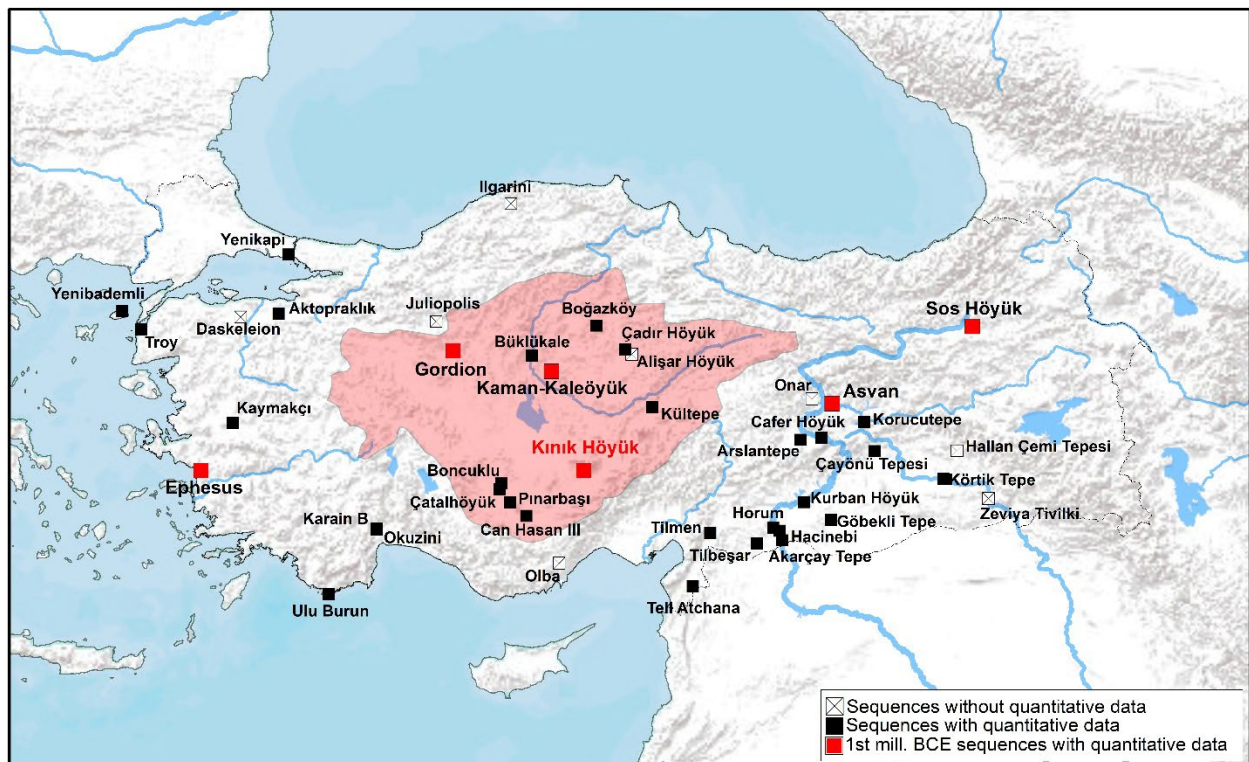 Ilgarini
Yenikapı
Yenibademli
Aktopraklık
Daskeleion
Troy
Juliopolis
Boğazköy
Sos Höyük
Çadır Höyük
Büklükale
Alişar Höyük
Gordion
Kaman-Kaleöyük
Onar
Asvan
Kaymakçı
Kültepe
Cafer Höyük
Korucutepe
Arslantepe
Hallan Çemi Tepesi
Çayönü Tepesi
Kınık Höyük
Ephesus
Boncuklu
Körtik Tepe
Çatalhöyük
Pınarbaşı
Kurban Höyük
Zeviya Tivilki
Karain B
Okuzini
Can Hasan III
Horum
Göbekli Tepe
Tilmen
Hacinebi
Tilbeşar
Akarçay Tepe
Olba
Ulu Burun
Tell Atchana
Sequences without quantitative data
Sequences with quantitative data
1st mill. BCE sequences with quantitative data